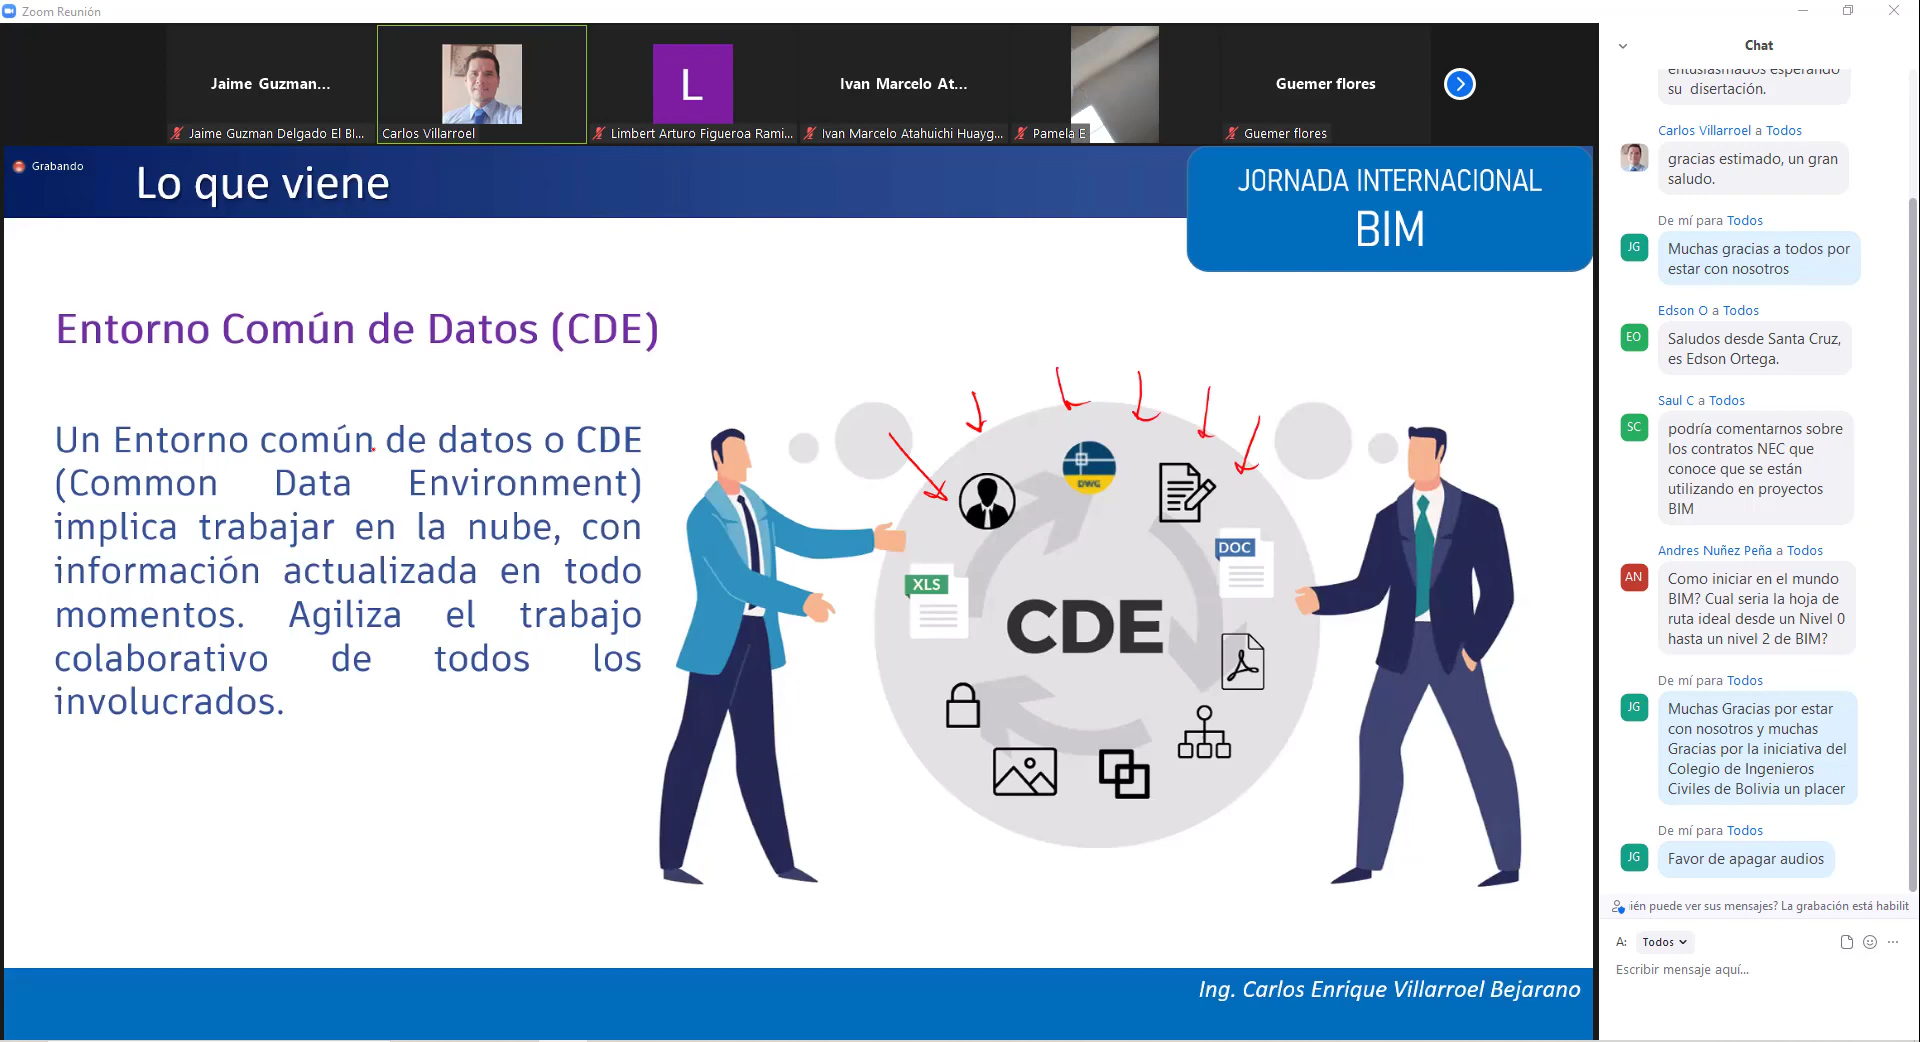 Zoom Reunión
Jaime Guzman...
Jaime Guzman Delgado El BI...
Carlos Villarroel
L
Limbert Arturo Figueroa Rami...
Ivan Marcelo At...
Ivan Marcelo Atahuichi Huayg...
Pamela E
Guemer flores
Guemer flores
Grabando
Lo que viene
JORNADA INTERNACIONAL
BIM
Entorno Común de Datos (CDE)
Un Entorno común de datos o CDE
(Common Data Environment)
implica trabajar en la nube, con
información actualizada en todo
momentos. Agiliza el trabajo
colaborativo de todos los
involucrados.
DWG
DOC
XLS
CDE
Ing. Carlos Enrique Villarroel Bejarano
Chat
entusiasmados esperando
su disertación.
Carlos Villarroel a Todos
gracias estimado, un gran
saludo.
De mí para Todos
JG
Muchas gracias a todos por
estar con nosotros
Edson O a Todos
EO
Saludos desde Santa Cruz,
es Edson Ortega.
Saul C a Todos
SC
podría comentarnos sobre
los contratos NEC que
conoce que se están
utilizando en proyectos
BIM
Andres Nuñez Peña a Todos
AN
Como iniciar en el mundo
BIM? Cual seria la hoja de
ruta ideal desde un Nivel 0
hasta un nivel 2 de BIM?
De mí para Todos
JG
Muchas Gracias por estar
con nosotros y muchas
Gracias por la iniciativa del
Colegio de Ingenieros
Civiles de Bolivia un placer
De mí para Todos
JG
Favor de apagar audios
ién puede ver sus mensajes? La grabación está habilit
A: Todos
Escribir mensaje aquí...